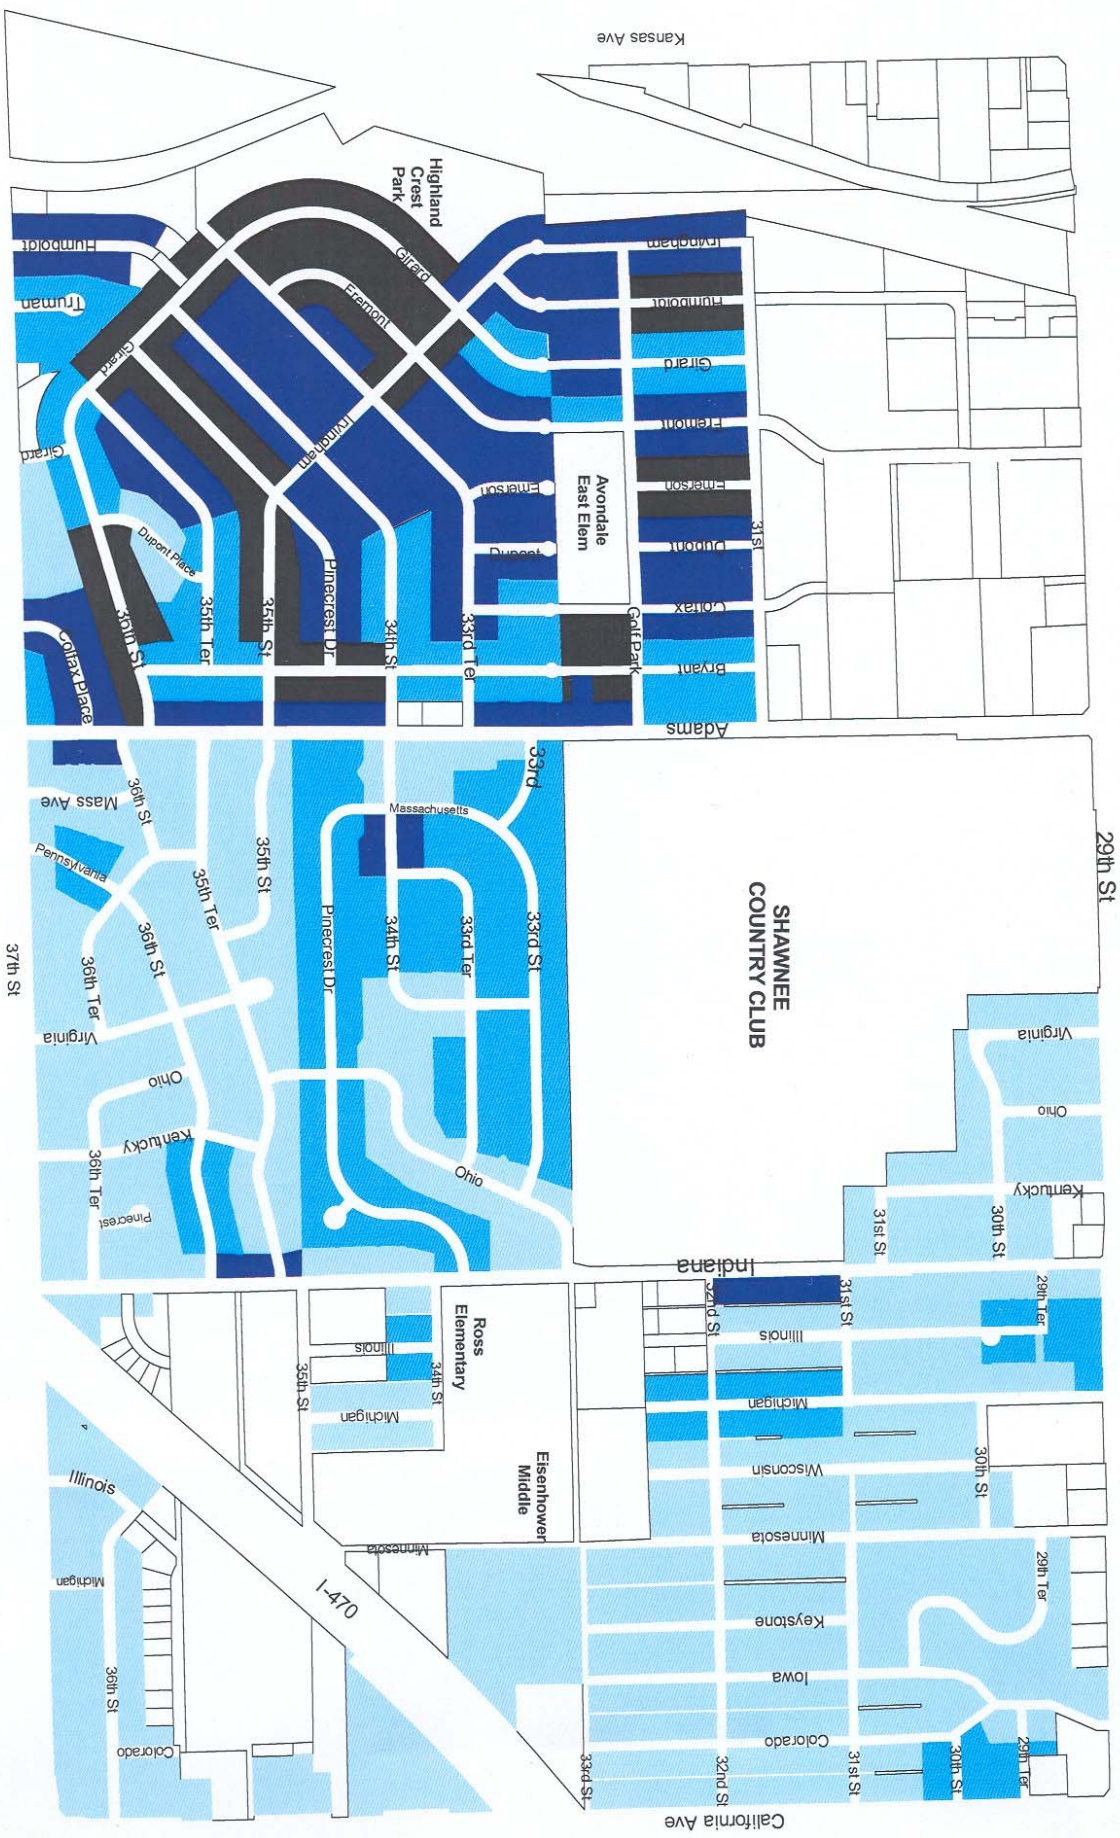 Kansas Ave
Highland
Crest
Park
Humboldt
Truman
Girard
Fremont
Irvingham
Humboldt
Girard
Fremont
Emerson
Dupont
Colfax
Bryant
31st
Girard
Girard
Irvingham
Emerson
Dupont
Avondale
East Elem
Golf Park
Dupont Place
Colfax Place
36th St
35th Ter
35th St
Pinecrest Dr
34th St
33rd Ter
Adams
33rd
Massachusetts
Mass Ave
36th St
Pennsylvania
35th St
35th Ter
36th St
36th Ter
Pinecrest Dr
34th St
33rd Ter
33rd St
SHAWNEE
COUNTRY CLUB
29th St
37th St
Virginia
Ohio
Kentucky
36th Ter
Pinecrest
Ohio
Virginia
Ohio
Kentucky
31st St
30th St
Indiana
32nd St
31st St
29th Ter
Illinois
Michigan
Wisconsin
30th St
Minnesota
29th Ter
Keystone
Iowa
Colorado
33rd St
32nd St
31st St
30th St
29th Ter
California Ave
Ross
Elementary
Illinois
34th St
35th St
Michigan
Eisenhower
Middle
Minnesota
I-470
Illinois
Michigan
36th St
Colorado